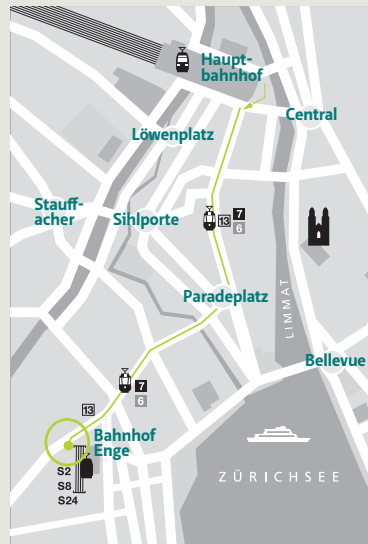 Haupt-
bahnhof
Central
Löwenplatz
Stauff-
acher
Sihlporte
13 7
6
Paradeplatz
LIMMAT
Bellevue
7
6
13
Bahnhof
Enge
S2
S8
S24
ZÜRICHSEE